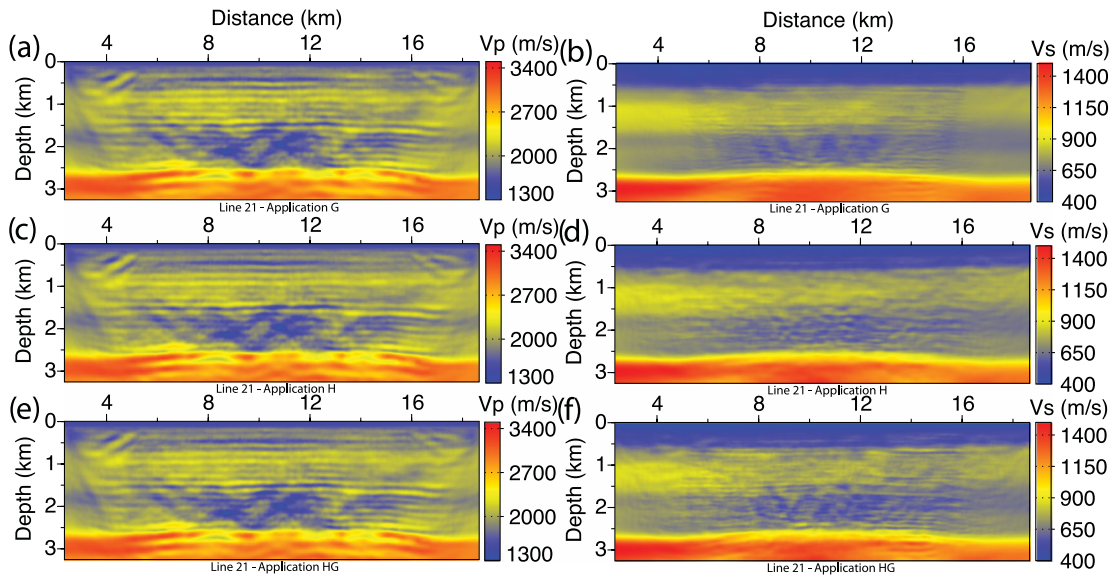 Distance (km)
Distance (km)
(a)
4
8
12
16
Vp (m/s)
(b)
4
8
12
16
Vs
(m/s)
0
1
2
3
Depth (km)
3400
2700
2000
1300
0
1
2
3
Depth (km)
1400
1150
900
650
400
Line 21 – Application G
Line 21 – Application G
(c)
4
8
12
16
Vp (m/s)
(d)
4
8
12
16
Vs
(m/s)
0
1
2
3
Depth (km)
3400
2700
2000
1300
0
1
2
3
Depth (km)
1400
1150
900
650
400
Line 21 – Application H
Line 21 – Application H
(e)
4
8
12
16
Vp (m/s)
(f)
4
8
12
16
Vs
(m/s)
0
1
2
3
Depth (km)
3400
2700
2000
1300
0
1
2
3
Depth (km)
1400
1150
900
650
400
Line 21 – Application HG
Line 21 – Application HG